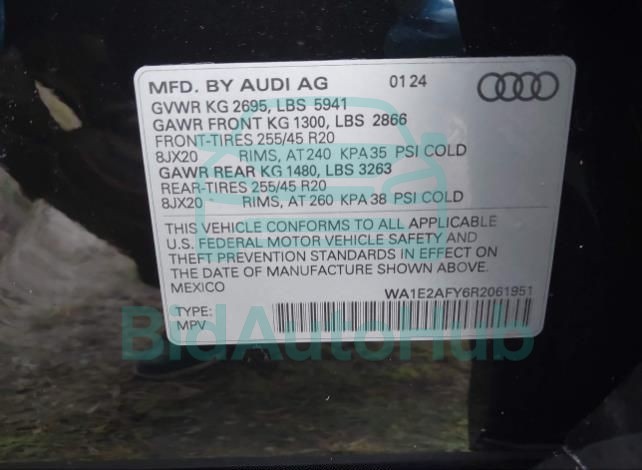 MFD. BY AUDI AG 01 24
GVWR KG 2695, LBS 5941
GAWR FRONT KG 1300, LBS 2866
FRONT-TIRES 255/45 R20
8JX20 RIMS, AT 240 KPA 35 PSI COLD
GAWR REAR KG 1480, LBS 3263
REAR-TIRES 255/45 R20
8JX20 RIMS, AT 260 KPA 38 PSI COLD
THIS VEHICLE CONFORMS TO ALL APPLICABLE
U.S. FEDERAL MOTOR VEHICLE SAFETY AND
THEFT PREVENTION STANDARDS IN EFFECT ON
THE DATE OF MANUFACTURE SHOWN ABOVE.
MEXICO WA1E2AFY6R2061951
TYPE:
MPV
BidAutoHub